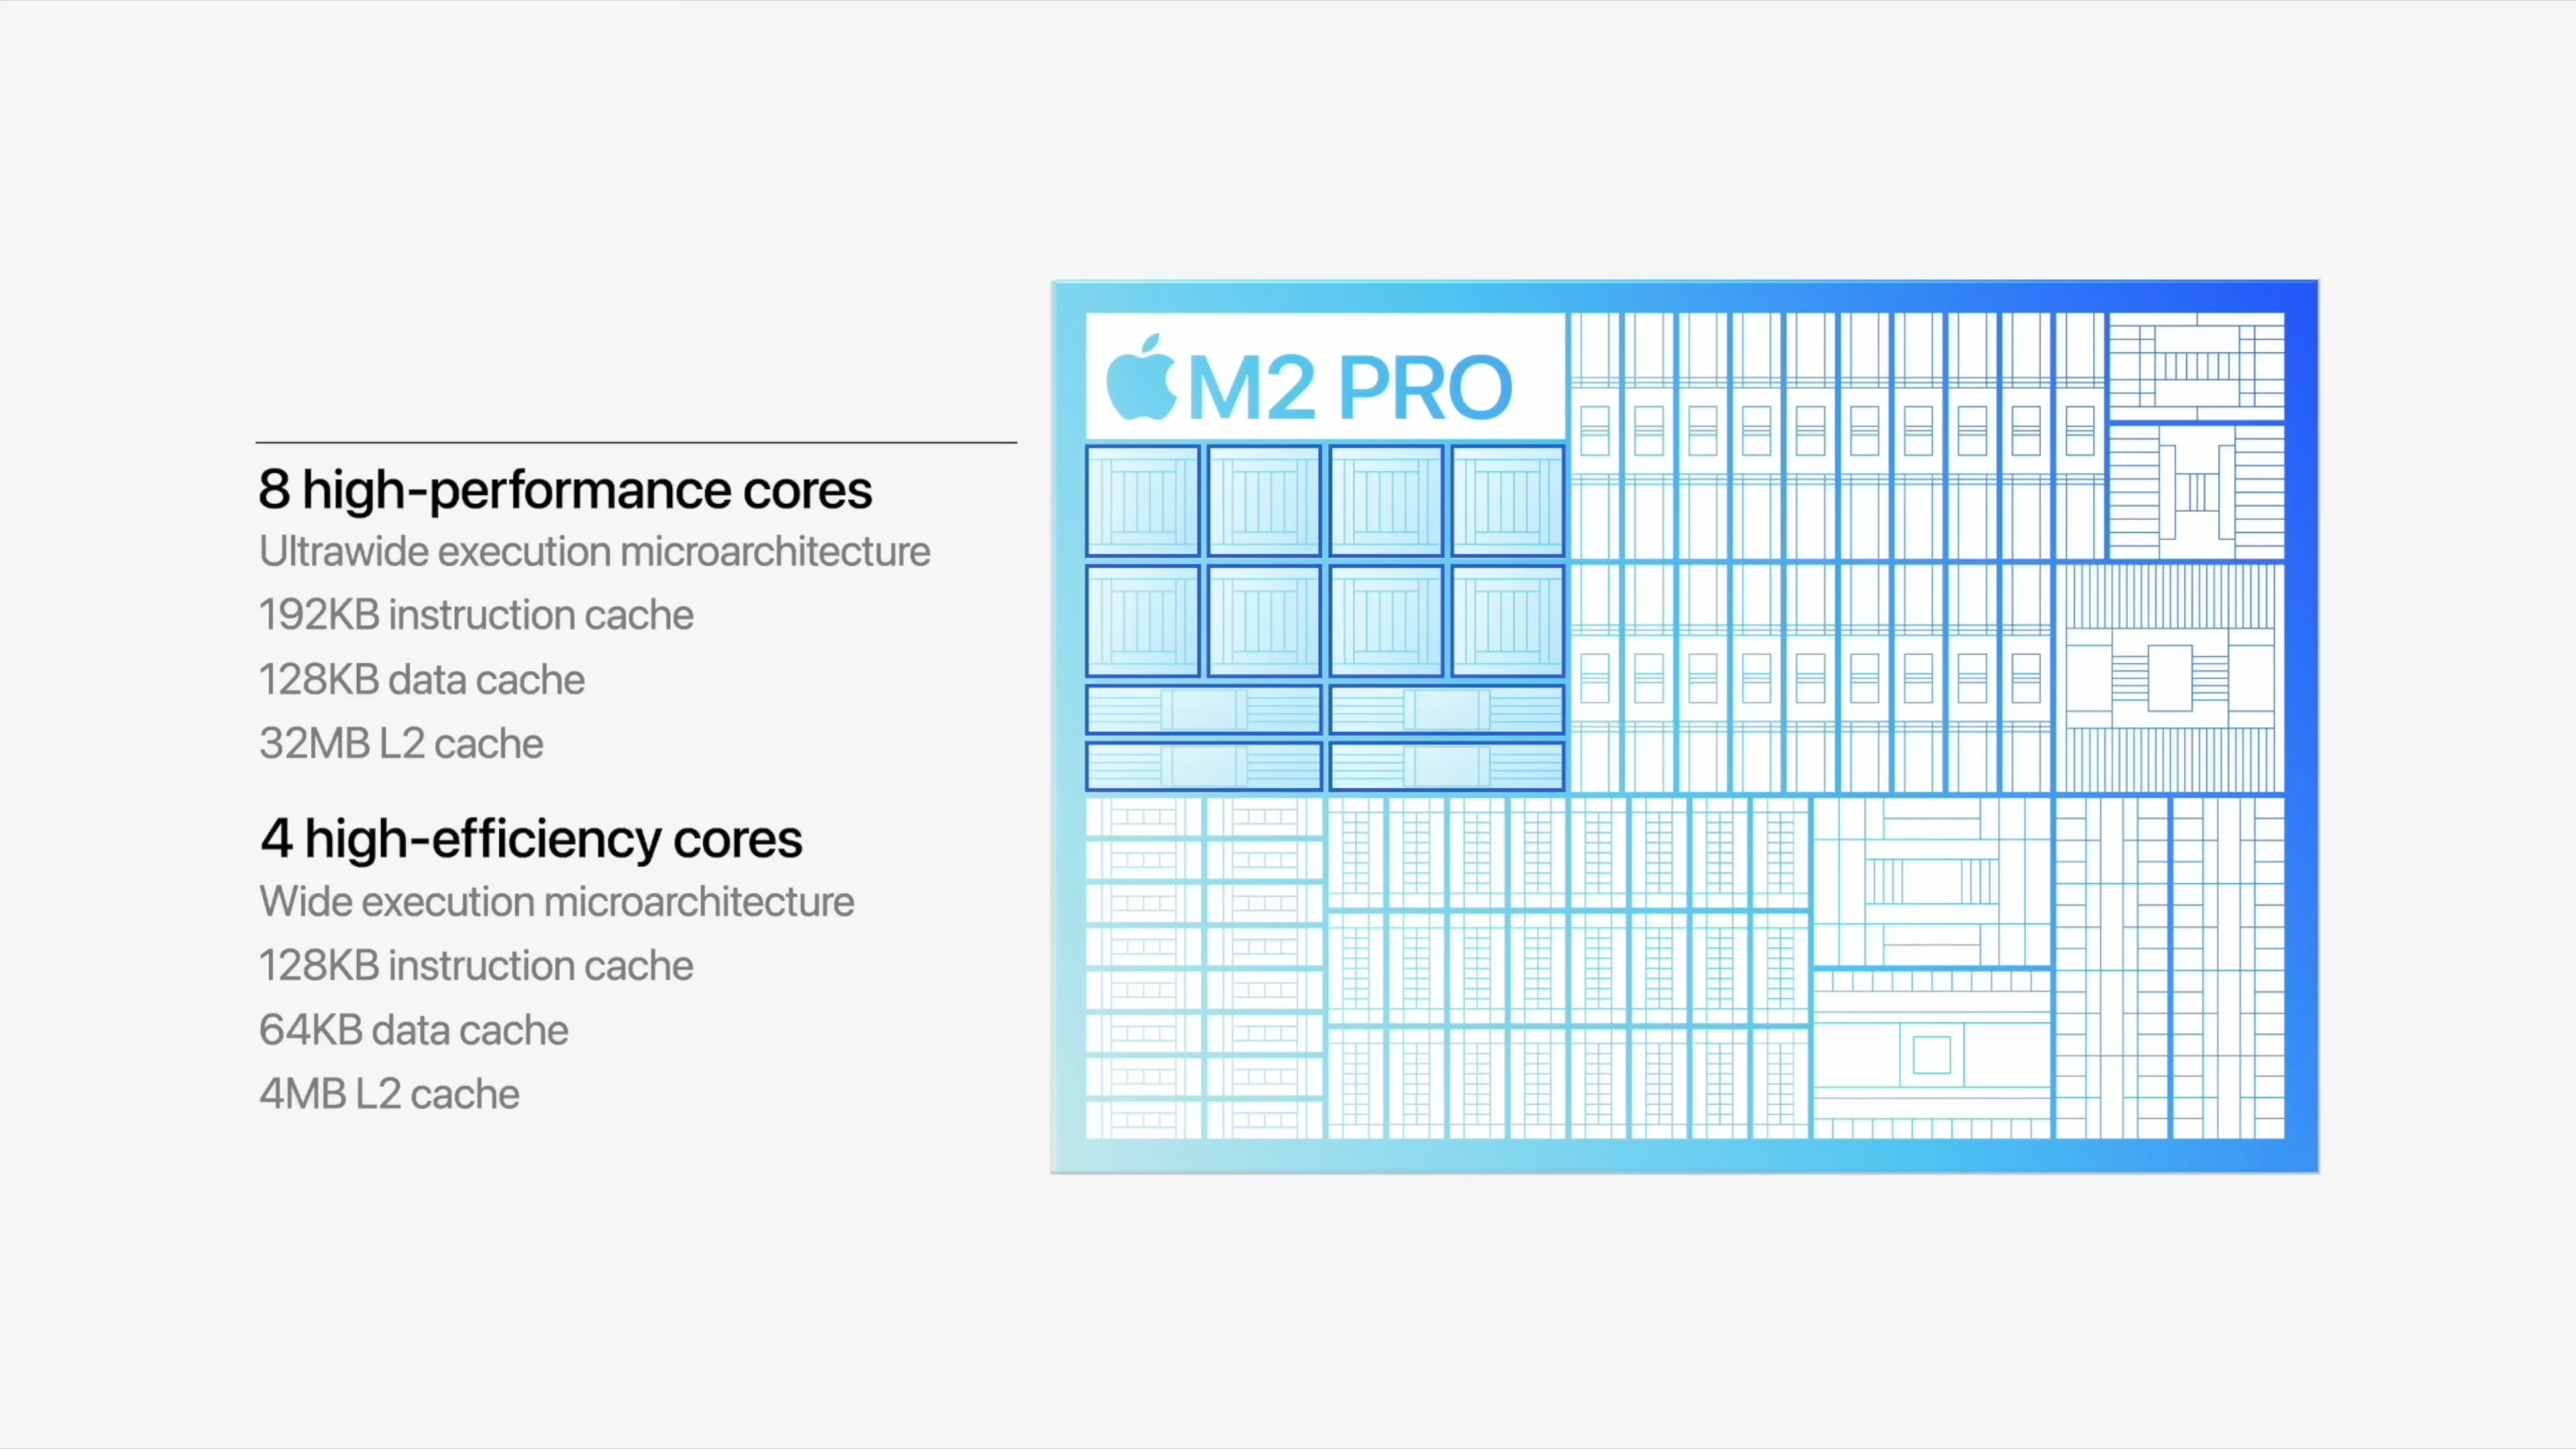 8 high-performance cores
Ultrawide execution microarchitecture
192KB instruction cache
128KB data cache
32MB L2 cache
4 high-efficiency cores
Wide execution microarchitecture
128KB instruction cache
64KB data cache
4MB L2 cache
M2 PRO